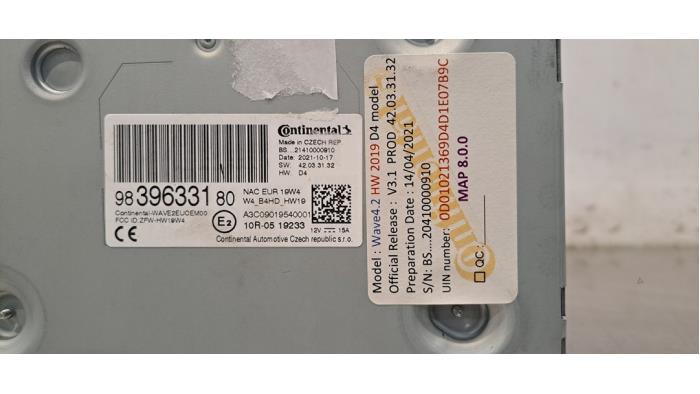 Continental
Made in CZECH REP.
BS....21410000910
Date: 2021-10-17
SW: 42.03.31.32
HW: D4
98 396331 80
NAC EUR 19W4
W4_B4HD_HW19
Continental-WAVE2EUOEM00
FCC ID:ZFW-HW19W4
A3C09019540001
CE
E2
10R-05 19233
12V 15A
Continental Automotive Czech republic s.r.o.
Model : Wave4.2 HW 2019 D4 model
Official Release : V3.1 PROD 42.03.31.32
Preparation Date : 14/04/2021
S/N: BS....20410000910
UIN number: 0D01021369D4D1E07B9C
MAP 8.0.0
QC: